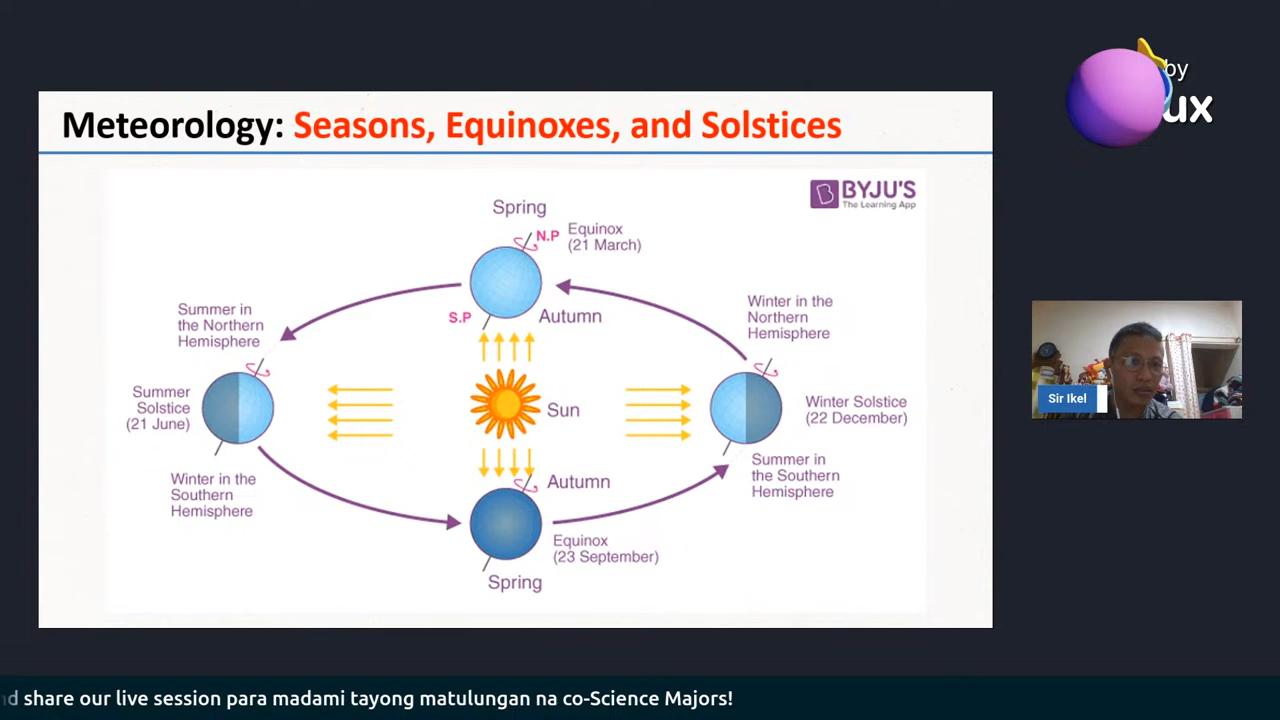 by
ux
Meteorology: Seasons, Equinoxes, and Solstices
BYJU'S
The Learning App
Spring
N.P
Equinox
(21 March)
S.P
Autumn
Summer in
the Northern
Hemisphere
Winter in the
Northern
Hemisphere
Summer
Solstice
(21 June)
Sun
Winter Solstice
(22 December)
Winter in the
Southern
Hemisphere
Autumn
Summer in
the Southern
Hemisphere
Equinox
(23 September)
Spring
Sir Ikel
nd share our live session para madami tayong matulungan na co-Science Majors!